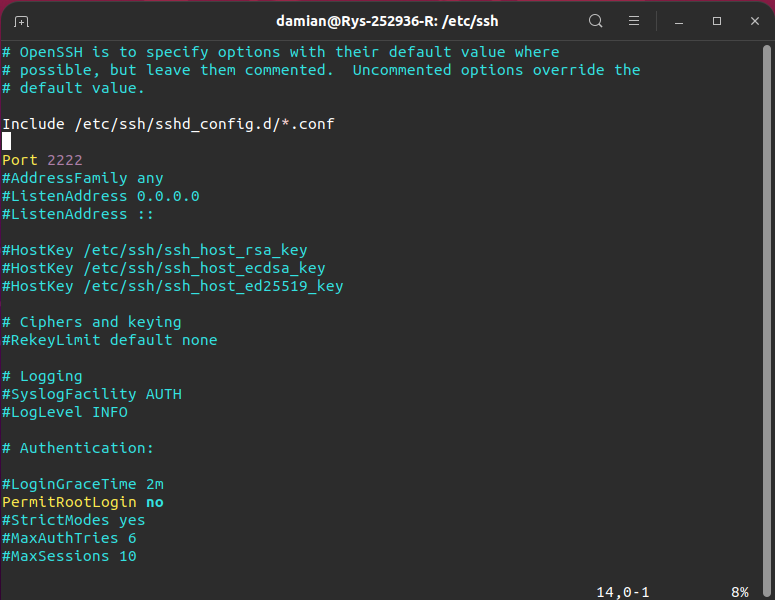 damian@Rys-252936-R: /etc/ssh
# OpenSSH is to specify options with their default value where
# possible, but leave them commented.  Uncommented options override the
# default value.
Include /etc/ssh/sshd_config.d/*.conf
Port 2222
#AddressFamily any
#ListenAddress 0.0.0.0
#ListenAddress ::
#HostKey /etc/ssh/ssh_host_rsa_key
#HostKey /etc/ssh/ssh_host_ecdsa_key
#HostKey /etc/ssh/ssh_host_ed25519_key
# Ciphers and keying
#RekeyLimit default none
# Logging
#SyslogFacility AUTH
#LogLevel INFO
# Authentication:
#LoginGraceTime 2m
PermitRootLogin no
#StrictModes yes
#MaxAuthTries 6
#MaxSessions 10
14,0-1 8%